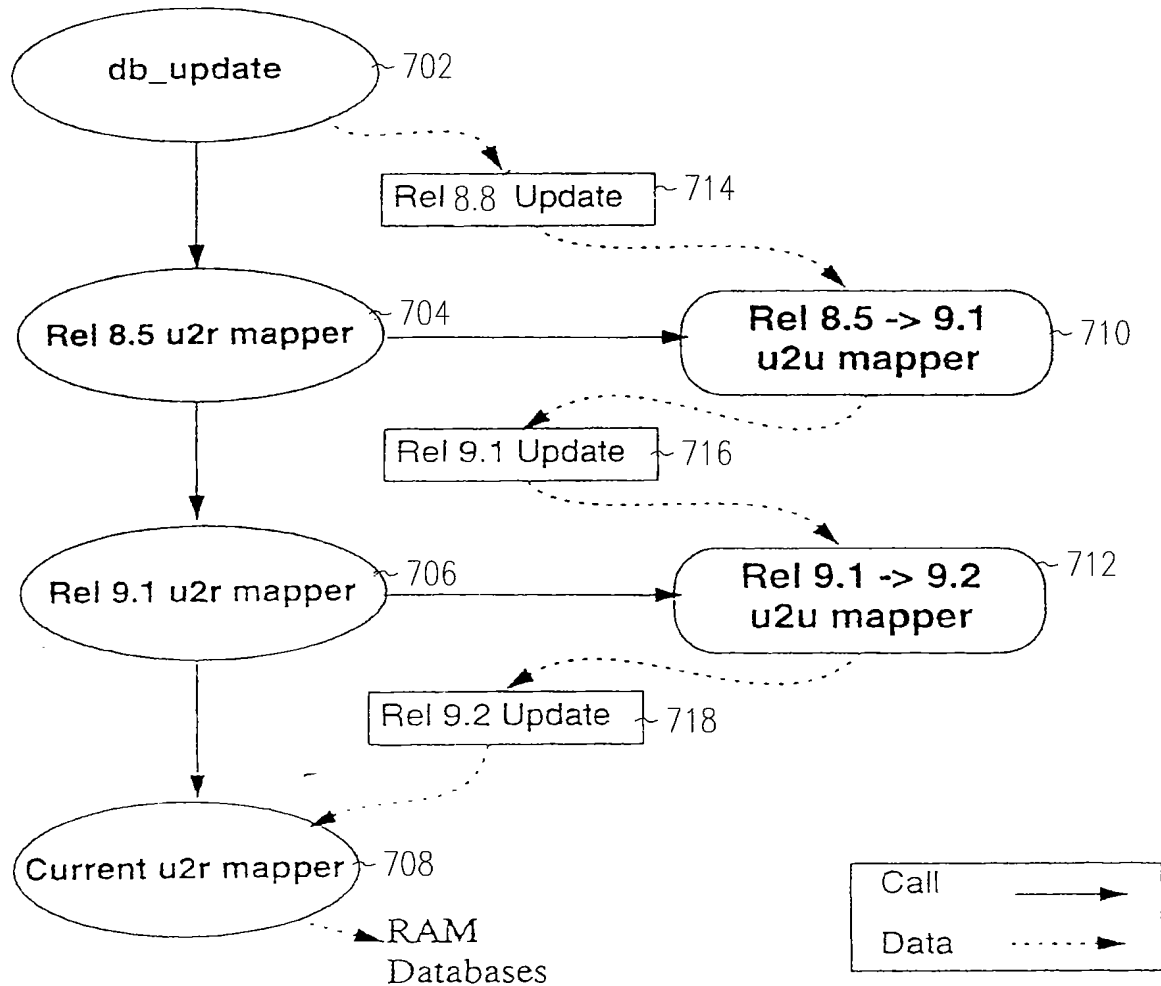 db_update
702
Rel 8.8 Update
714
Rel 8.5 u2r mapper
704
Rel 8.5 -> 9.1
u2u mapper
710
Rel 9.1 Update
716
Rel 9.1 u2r mapper
706
Rel 9.1 -> 9.2
u2u mapper
712
Rel 9.2 Update
718
Current u2r mapper
708
RAM
Databases
Call
Data